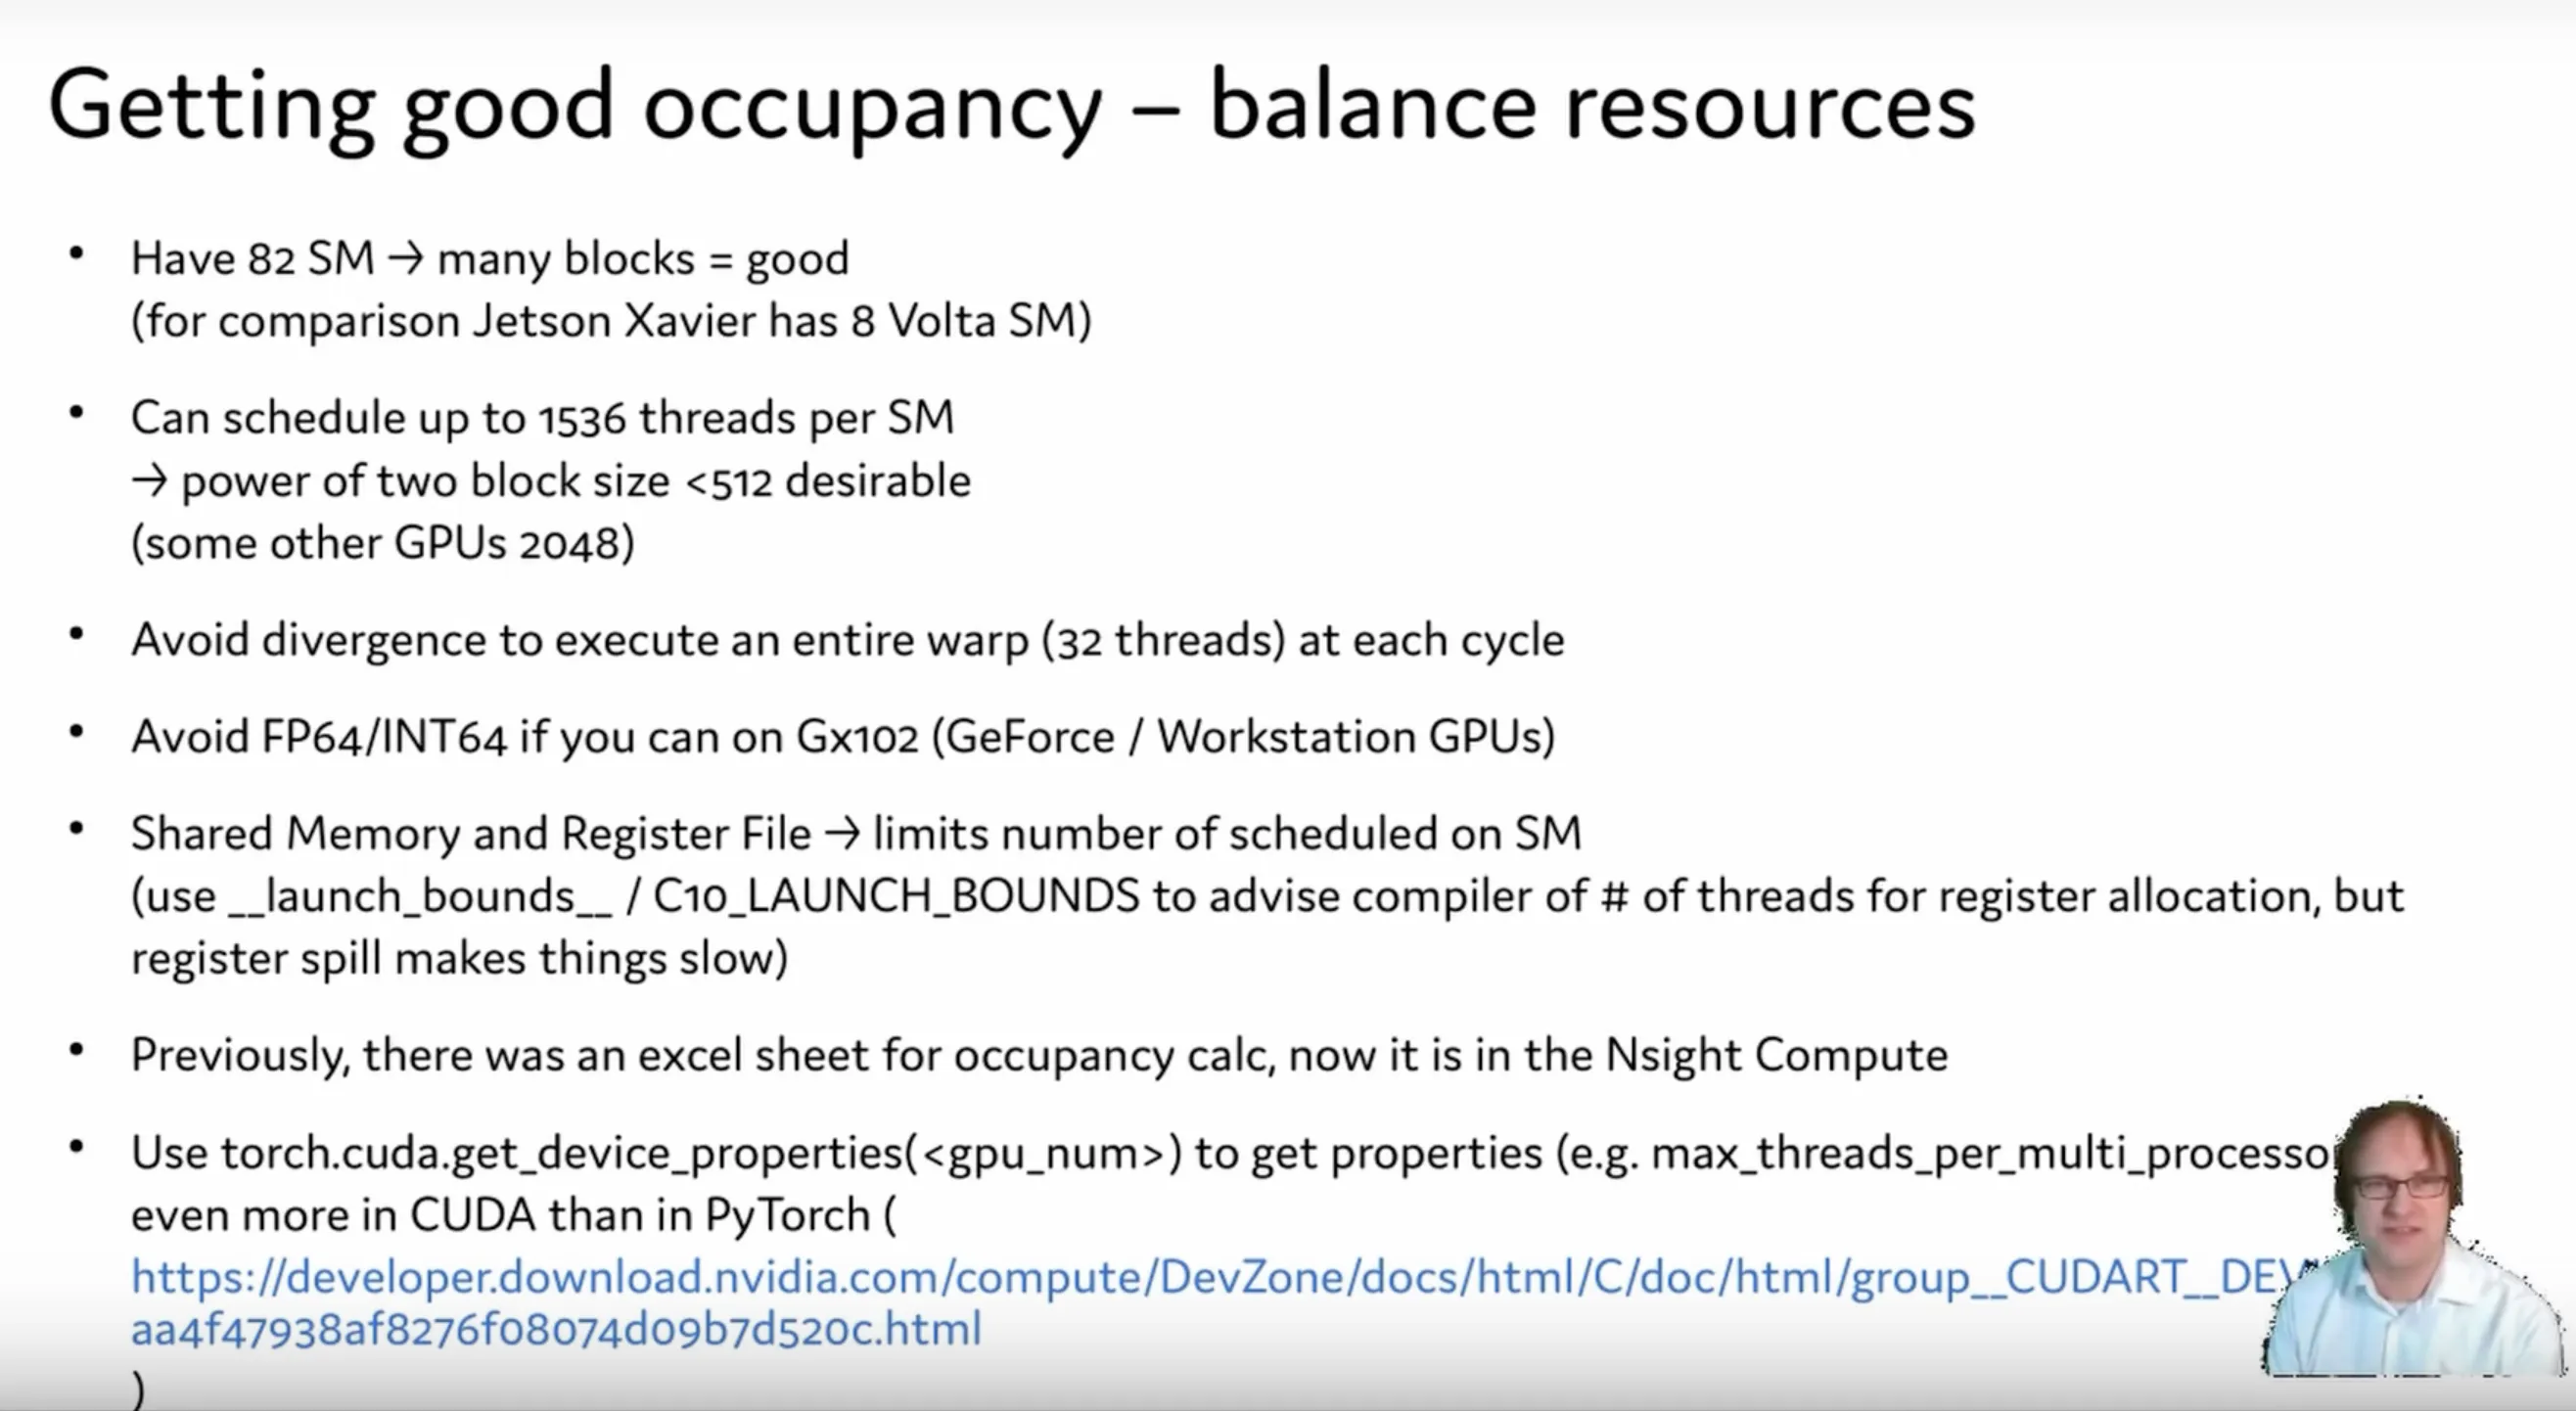 Getting good occupancy – balance resources
• Have 82 SM → many blocks = good
(for comparison Jetson Xavier has 8 Volta SM)
• Can schedule up to 1536 threads per SM
→ power of two block size <512 desirable
(some other GPUs 2048)
• Avoid divergence to execute an entire warp (32 threads) at each cycle
• Avoid FP64/INT64 if you can on Gx102 (GeForce / Workstation GPUs)
• Shared Memory and Register File → limits number of scheduled on SM
(use __launch_bounds__ / C10_LAUNCH_BOUNDS to advise compiler of # of threads for register allocation, but
register spill makes things slow)
• Previously, there was an excel sheet for occupancy calc, now it is in the Nsight Compute
• Use torch.cuda.get_device_properties(<gpu_num>) to get properties (e.g. max_threads_per_multi_processo
even more in CUDA than in PyTorch (
https://developer.download.nvidia.com/compute/DevZone/docs/html/C/doc/html/group__CUDART__DEV
aa4f47938af8276f08074d09b7d520c.html
)